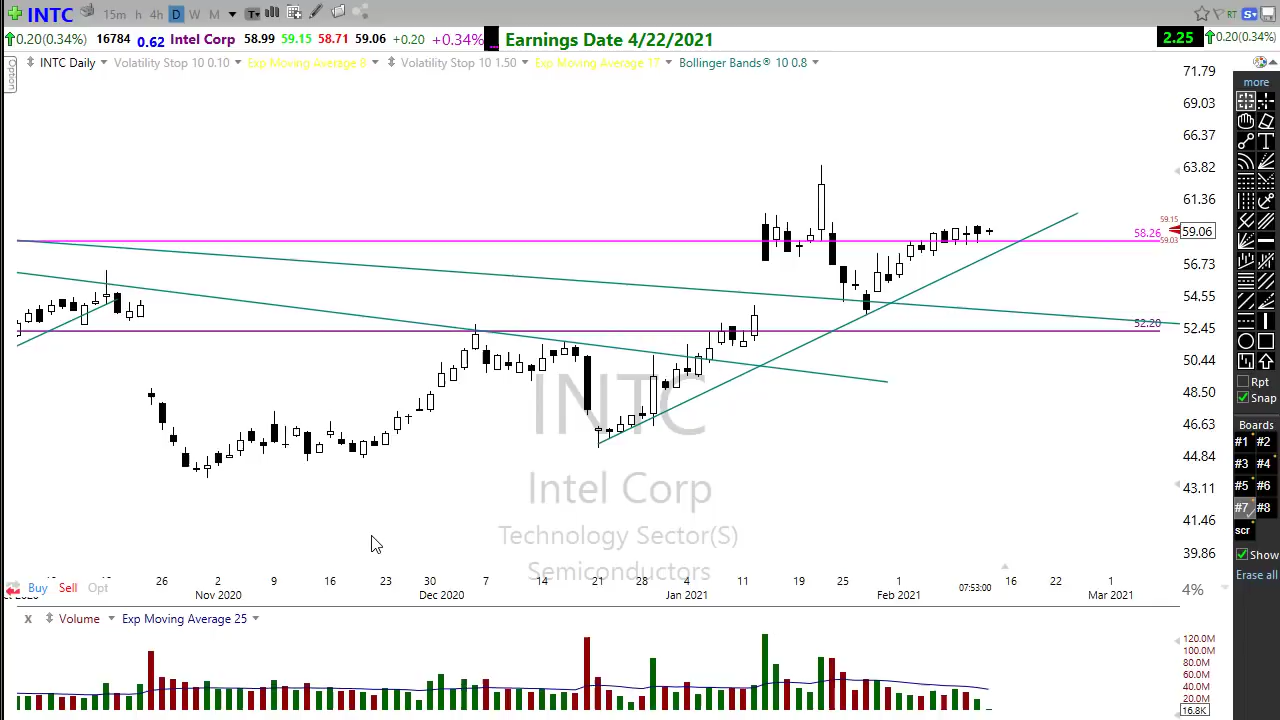 INTC 15m h 4h D W M T RT S
0.20(0.34%) 16784 0.62 Intel Corp 58.99 59.15 58.71 59.06 +0.20 +0.34% Earnings Date 4/22/2021 2.25 0.20(0.34%)
Option
INTC Daily Volatility Stop 10 0.10 Exp Moving Average 8 Volatility Stop 10 1.50 Exp Moving Average 17 Bollinger Bands® 10 0.8
71.79
69.03
66.37
63.82
61.36
59.15
58.26 59.06
59.03
56.73
54.55
52.20 52.45
50.44
48.50
46.63
44.84
43.11
41.46
39.86
INTC
Intel Corp
Technology Sector(S)
Semiconductors
more
T
Rpt
Snap
Boards
#1 #2
#3 #4
#5 #6
#7 #8
scr
Show
Erase all
26 2 9 16 23 30 7 14 21 4 11 19 25 1 07:53:00 16 22 1
Buy Sell Opt
Nov 2020 Dec 2020 Jan 2021 Feb 2021 Mar 2021
4%
X Volume Exp Moving Average 25
120.0M
100.0M
80.0M
60.0M
40.0M
20.0M
16.8K